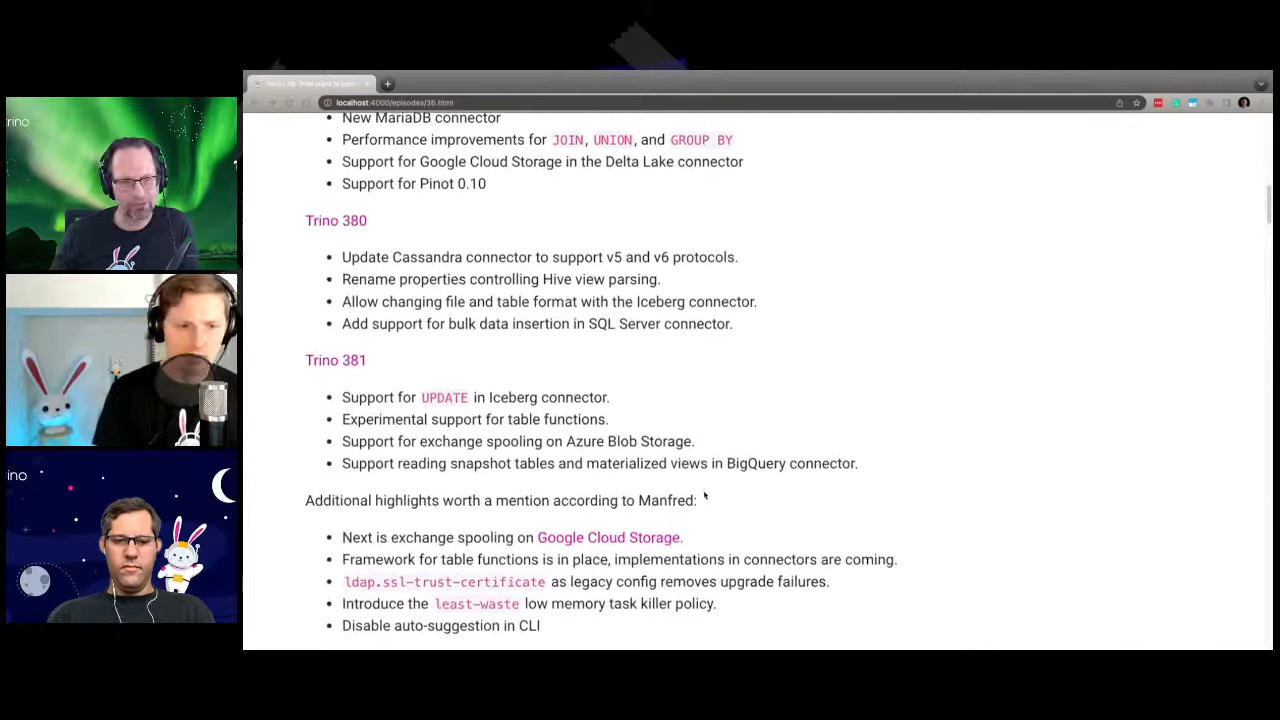 localhost:4000/episodes/36.html
New MariaDB connector
Performance improvements for JOIN, UNION, and GROUP BY
Support for Google Cloud Storage in the Delta Lake connector
Support for Pinot 0.10
Trino 380
Update Cassandra connector to support v5 and v6 protocols.
Rename properties controlling Hive view parsing.
Allow changing file and table format with the Iceberg connector.
Add support for bulk data insertion in SQL Server connector.
Trino 381
Support for UPDATE in Iceberg connector.
Experimental support for table functions.
Support for exchange spooling on Azure Blob Storage.
Support reading snapshot tables and materialized views in BigQuery connector.
Additional highlights worth a mention according to Manfred:
Next is exchange spooling on Google Cloud Storage.
Framework for table functions is in place, implementations in connectors are coming.
ldap.ssl-trust-certificate as legacy config removes upgrade failures.
Introduce the least-waste low memory task killer policy.
Disable auto-suggestion in CLI
trino
ino